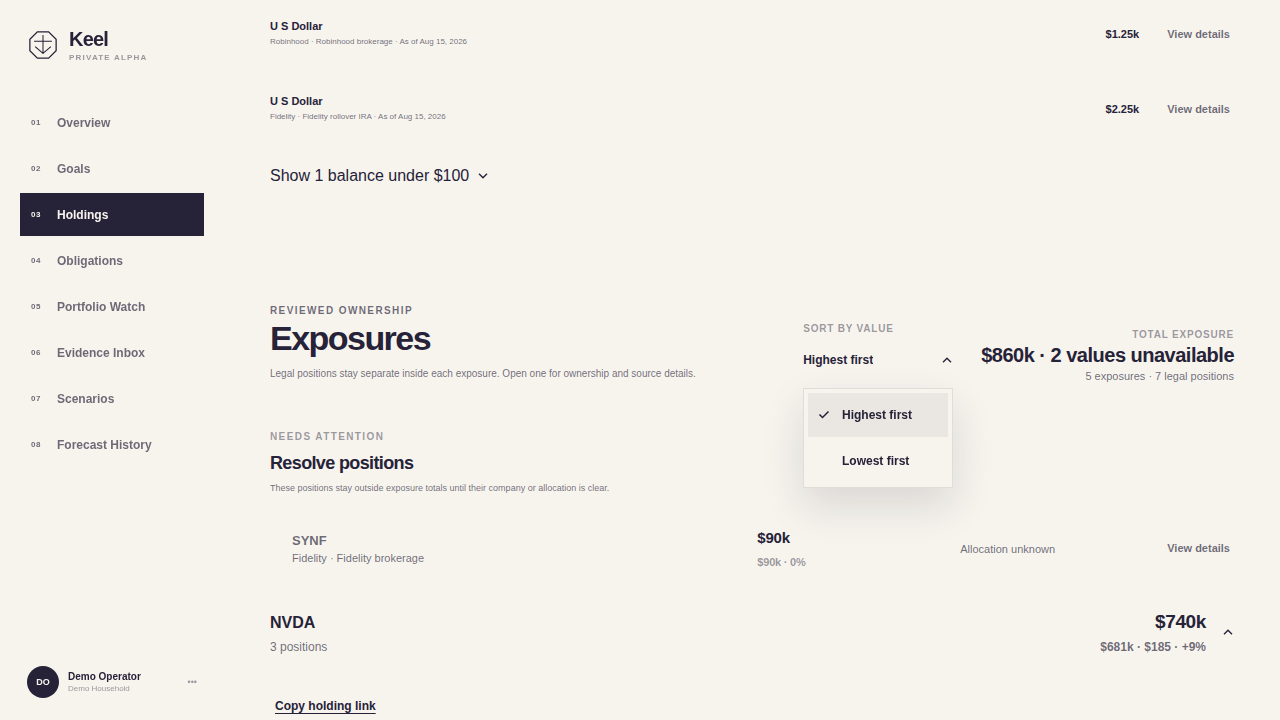 Keel
PRIVATE ALPHA
01 Overview
02 Goals
03 Holdings
04 Obligations
05 Portfolio Watch
06 Evidence Inbox
07 Scenarios
08 Forecast History
DO
Demo Operator
Demo Household
U S Dollar
Robinhood · Robinhood brokerage · As of Aug 15, 2026
$1.25k View details
U S Dollar
Fidelity · Fidelity rollover IRA · As of Aug 15, 2026
$2.25k View details
Show 1 balance under $100
REVIEWED OWNERSHIP
Exposures
Legal positions stay separate inside each exposure. Open one for ownership and source details.
SORT BY VALUE
Highest first
Highest first
Lowest first
TOTAL EXPOSURE
$860k · 2 values unavailable
5 exposures · 7 legal positions
NEEDS ATTENTION
Resolve positions
These positions stay outside exposure totals until their company or allocation is clear.
SYNF
Fidelity · Fidelity brokerage
$90k
$90k · 0%
Allocation unknown
View details
NVDA
3 positions
$740k
$681k · $185 · +9%
Copy holding link